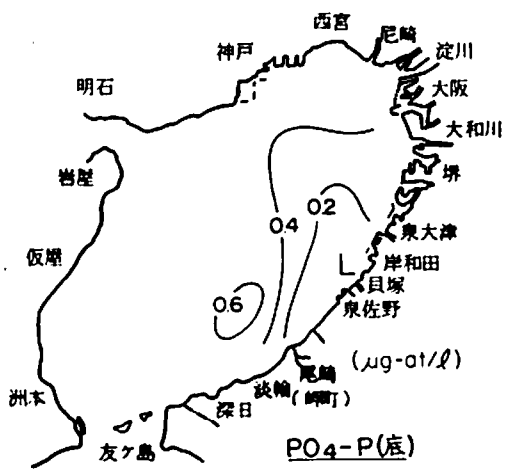 西宮
尼崎
神戸
淀川
明石
大阪
大和川
岩屋
堺
0.4
0.2
泉大津
仮屋
L
岸和田
貝塚
0.6
泉佐野
(μg-at/l)
尾崎
淡輪
(岬町)
洲本
深日
友ケ島
PO4-P(底)